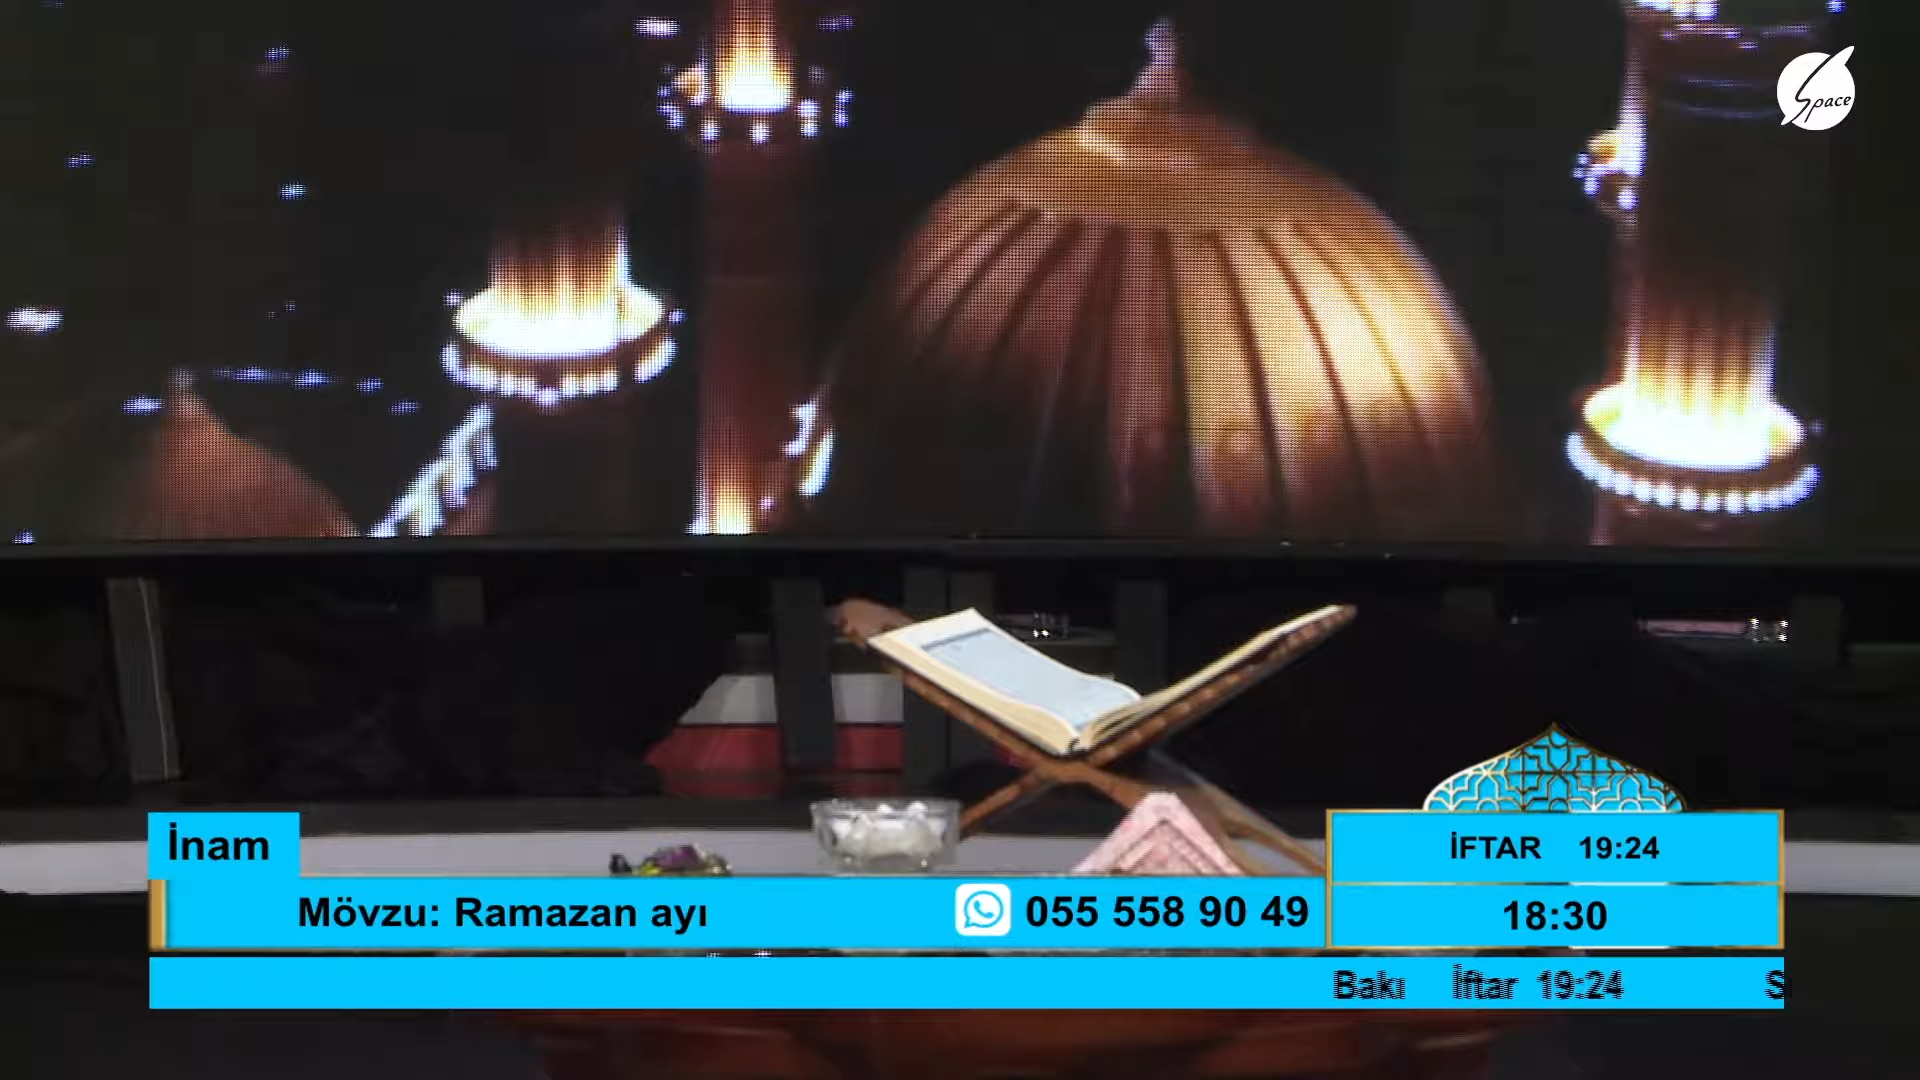 Space
İnam
İFTAR 19:24
Mövzu: Ramazan ayı
055 558 90 49
18:30
Bakı İftar 19:24 S